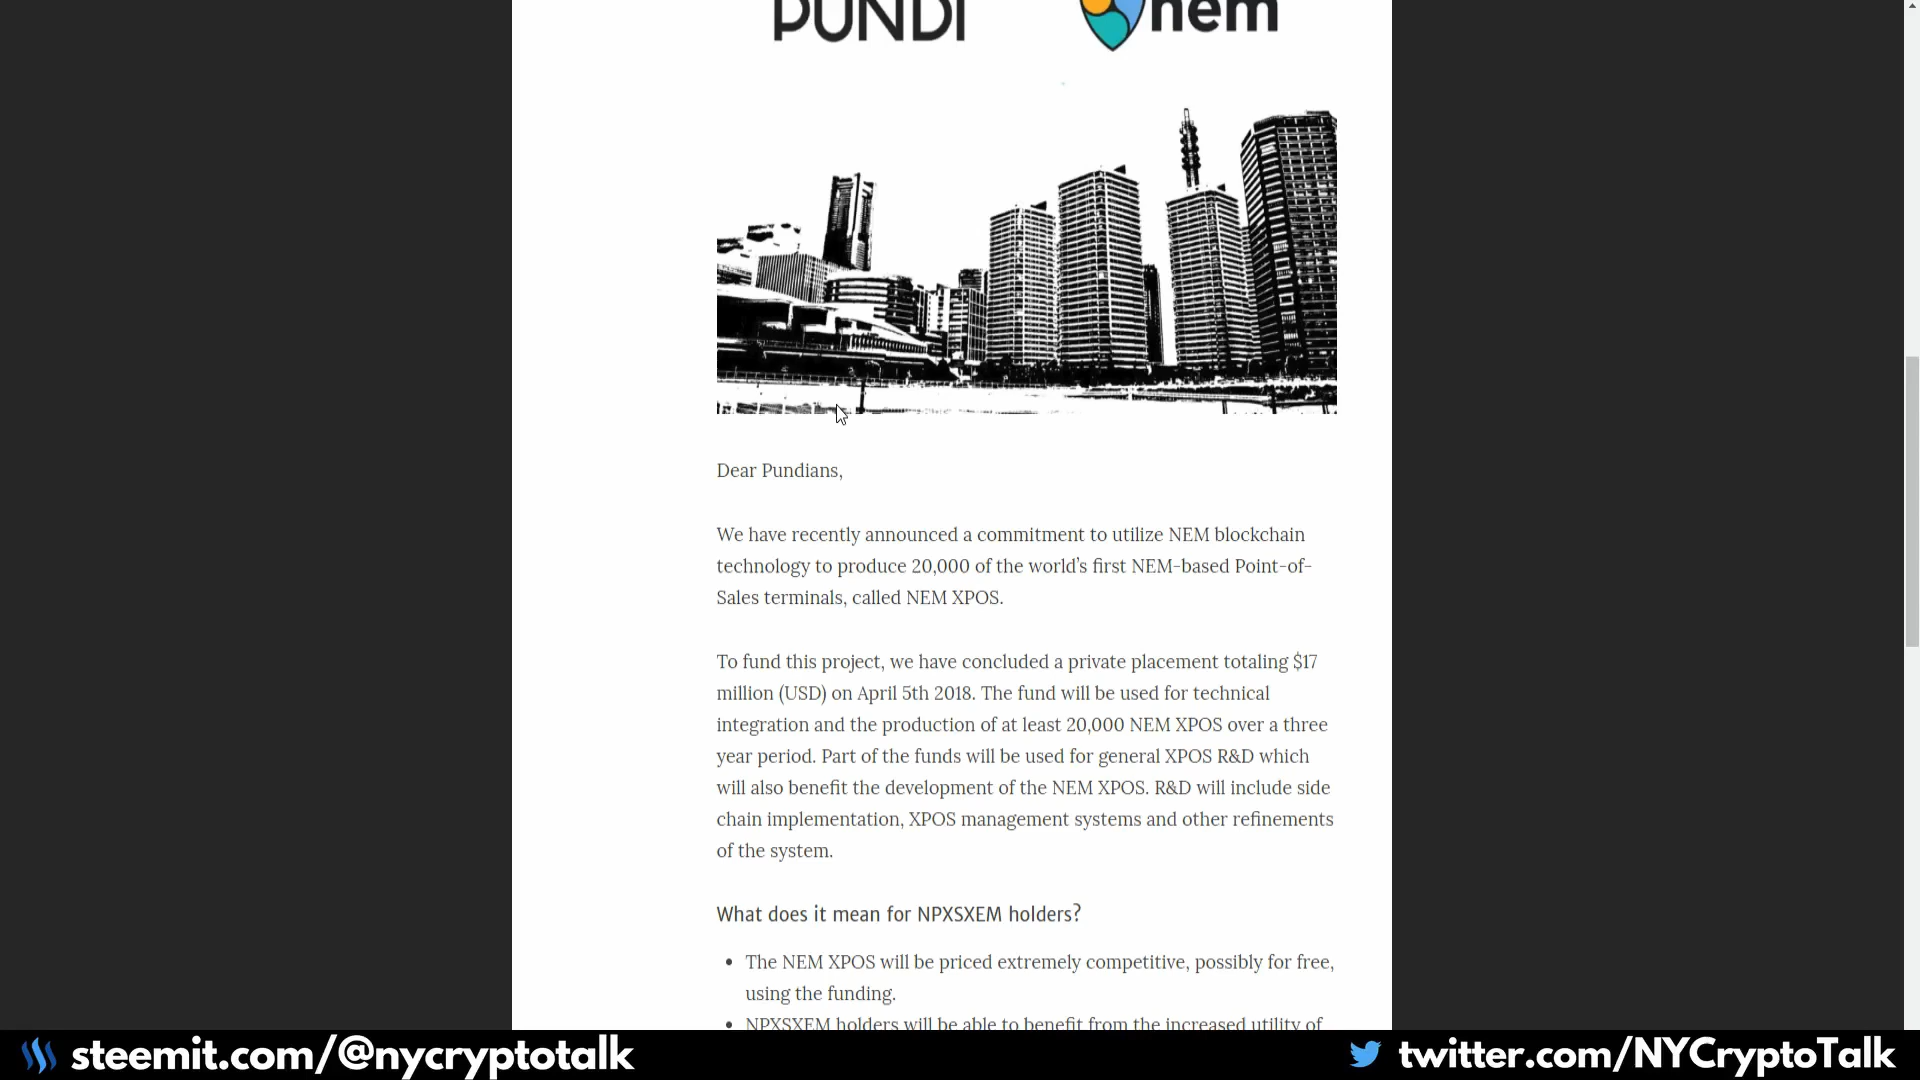 PUNDI
nem
Dear Pundians,
We have recently announced a commitment to utilize NEM blockchain
technology to produce 20,000 of the world’s first NEM-based Point-of-
Sales terminals, called NEM XPOS.
To fund this project, we have concluded a private placement totaling $17
million (USD) on April 5th 2018. The fund will be used for technical
integration and the production of at least 20,000 NEM XPOS over a three
year period. Part of the funds will be used for general XPOS R&D which
will also benefit the development of the NEM XPOS. R&D will include side
chain implementation, XPOS management systems and other refinements
of the system.
What does it mean for NPXSXEM holders?
• The NEM XPOS will be priced extremely competitive, possibly for free,
using the funding.
• NPXSXEM holders will be able to benefit from the increased utility of
steemit.com/@nycryptotalk
twitter.com/NYCryptoTalk